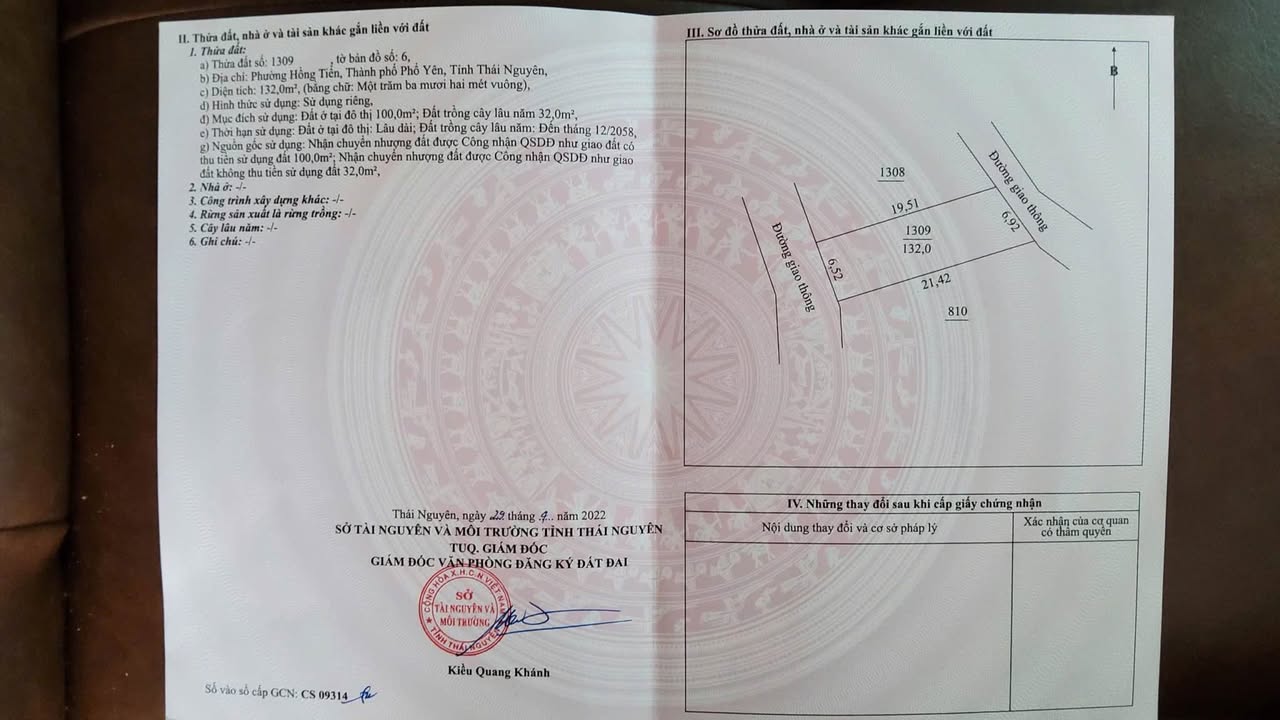 II. Thửa đất, nhà ở và tài sản khác gắn liền với đất
1. Thửa đất:
a) Thửa đất số: 1309 , tờ bản đồ số: 6,
b) Địa chỉ: Phường Hồng Tiến, Thành phố Phổ Yên, Tỉnh Thái Nguyên,
c) Diện tích: 132,0m², (bằng chữ: Một trăm ba mươi hai mét vuông),
d) Hình thức sử dụng: Sử dụng riêng,
đ) Mục đích sử dụng: Đất ở tại đô thị 100,0m²; Đất trồng cây lâu năm 32,0m²,
e) Thời hạn sử dụng: Đất ở tại đô thị: Lâu dài; Đất trồng cây lâu năm: Đến tháng 12/2058,
g) Nguồn gốc sử dụng: Nhận chuyển nhượng đất được Công nhận QSDĐ như giao đất có
thu tiền sử dụng đất 100,0m²; Nhận chuyển nhượng đất được Công nhận QSDĐ như giao
đất không thu tiền sử dụng đất 32,0m²,
2. Nhà ở: -/-
3. Công trình xây dựng khác: -/-
4. Rừng sản xuất là rừng trồng: -/-
5. Cây lâu năm: -/-
6. Ghi chú: -/-
Thái Nguyên, ngày 29 tháng 9 năm 2022
SỞ TÀI NGUYÊN VÀ MÔI TRƯỜNG TỈNH THÁI NGUYÊN
TUQ. GIÁM ĐỐC
GIÁM ĐỐC VĂN PHÒNG ĐĂNG KÝ ĐẤT ĐAI
CỘNG HÒA X.H.C.N VIỆT NAM
SỞ
TÀI NGUYÊN VÀ
MÔI TRƯỜNG
TỈNH THÁI NGUYÊN
Kiều Quang Khánh
Số vào sổ cấp GCN: CS 09314
III. Sơ đồ thửa đất, nhà ở và tài sản khác gắn liền với đất
B
1308
Đường giao thông
19,51
6,92
1309
132,0
Đường giao thông
6,52
21,42
810
IV. Những thay đổi sau khi cấp giấy chứng nhận
Nội dung thay đổi và cơ sở pháp lý
Xác nhận của cơ quan
có thẩm quyền